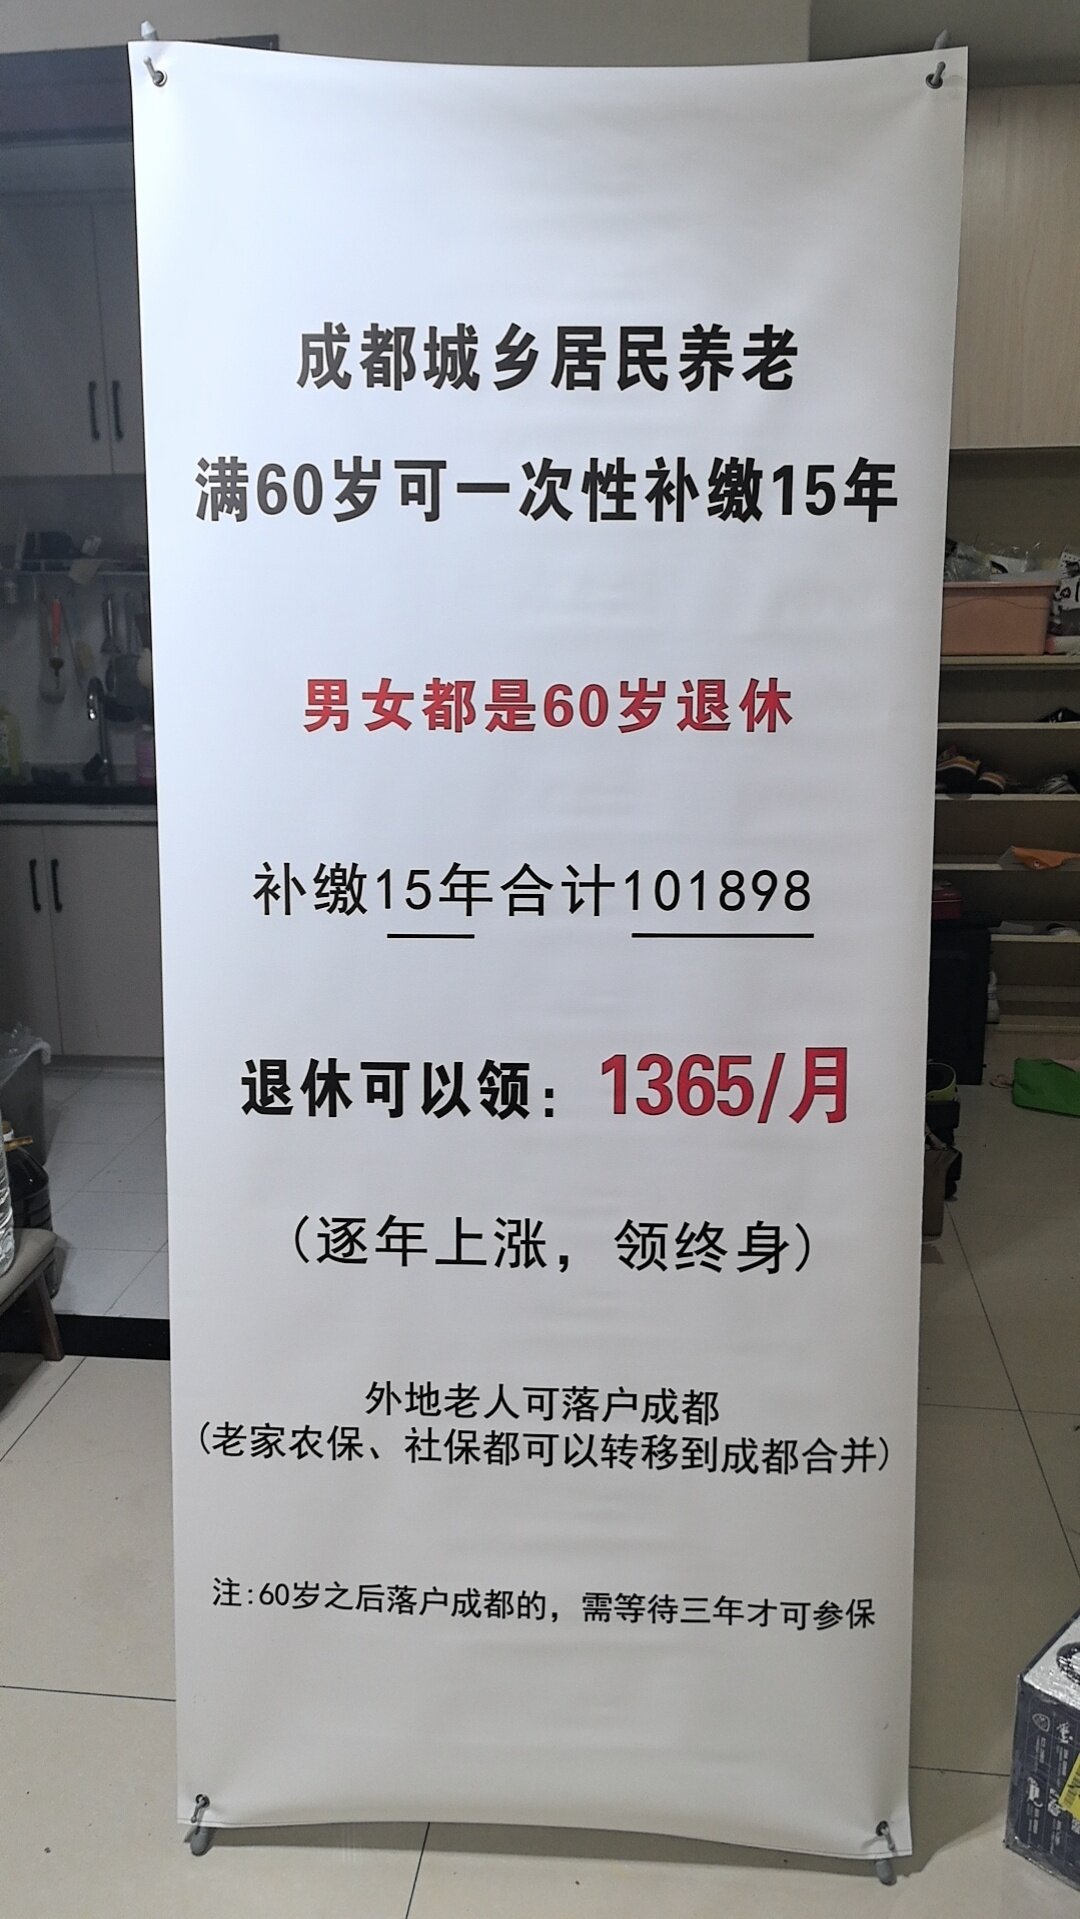 成都城乡居民养老
满60岁可一次性补缴15年
男女都是60岁退休
补缴15年合计101898
退休可以领：1365/月
(逐年上涨，领终身)
外地老人可落户成都
(老家农保、社保都可以转移到成都合并)
注:60岁之后落户成都的，需等待三年才可参保